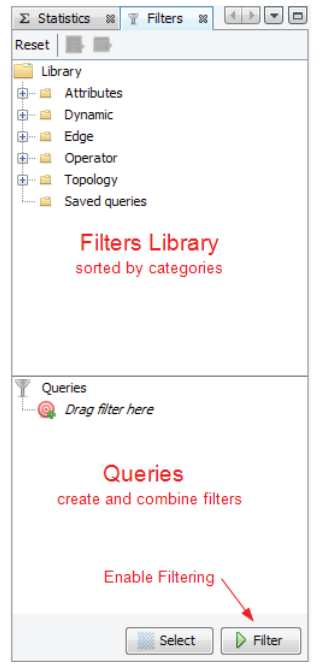 Σ Statistics Filters
Reset
Library
Attributes
Dynamic
Edge
Operator
Topology
Saved queries
Filters Library
sorted by categories
Queries
Drag filter here
Queries
create and combine filters
Enable Filtering
Select Filter